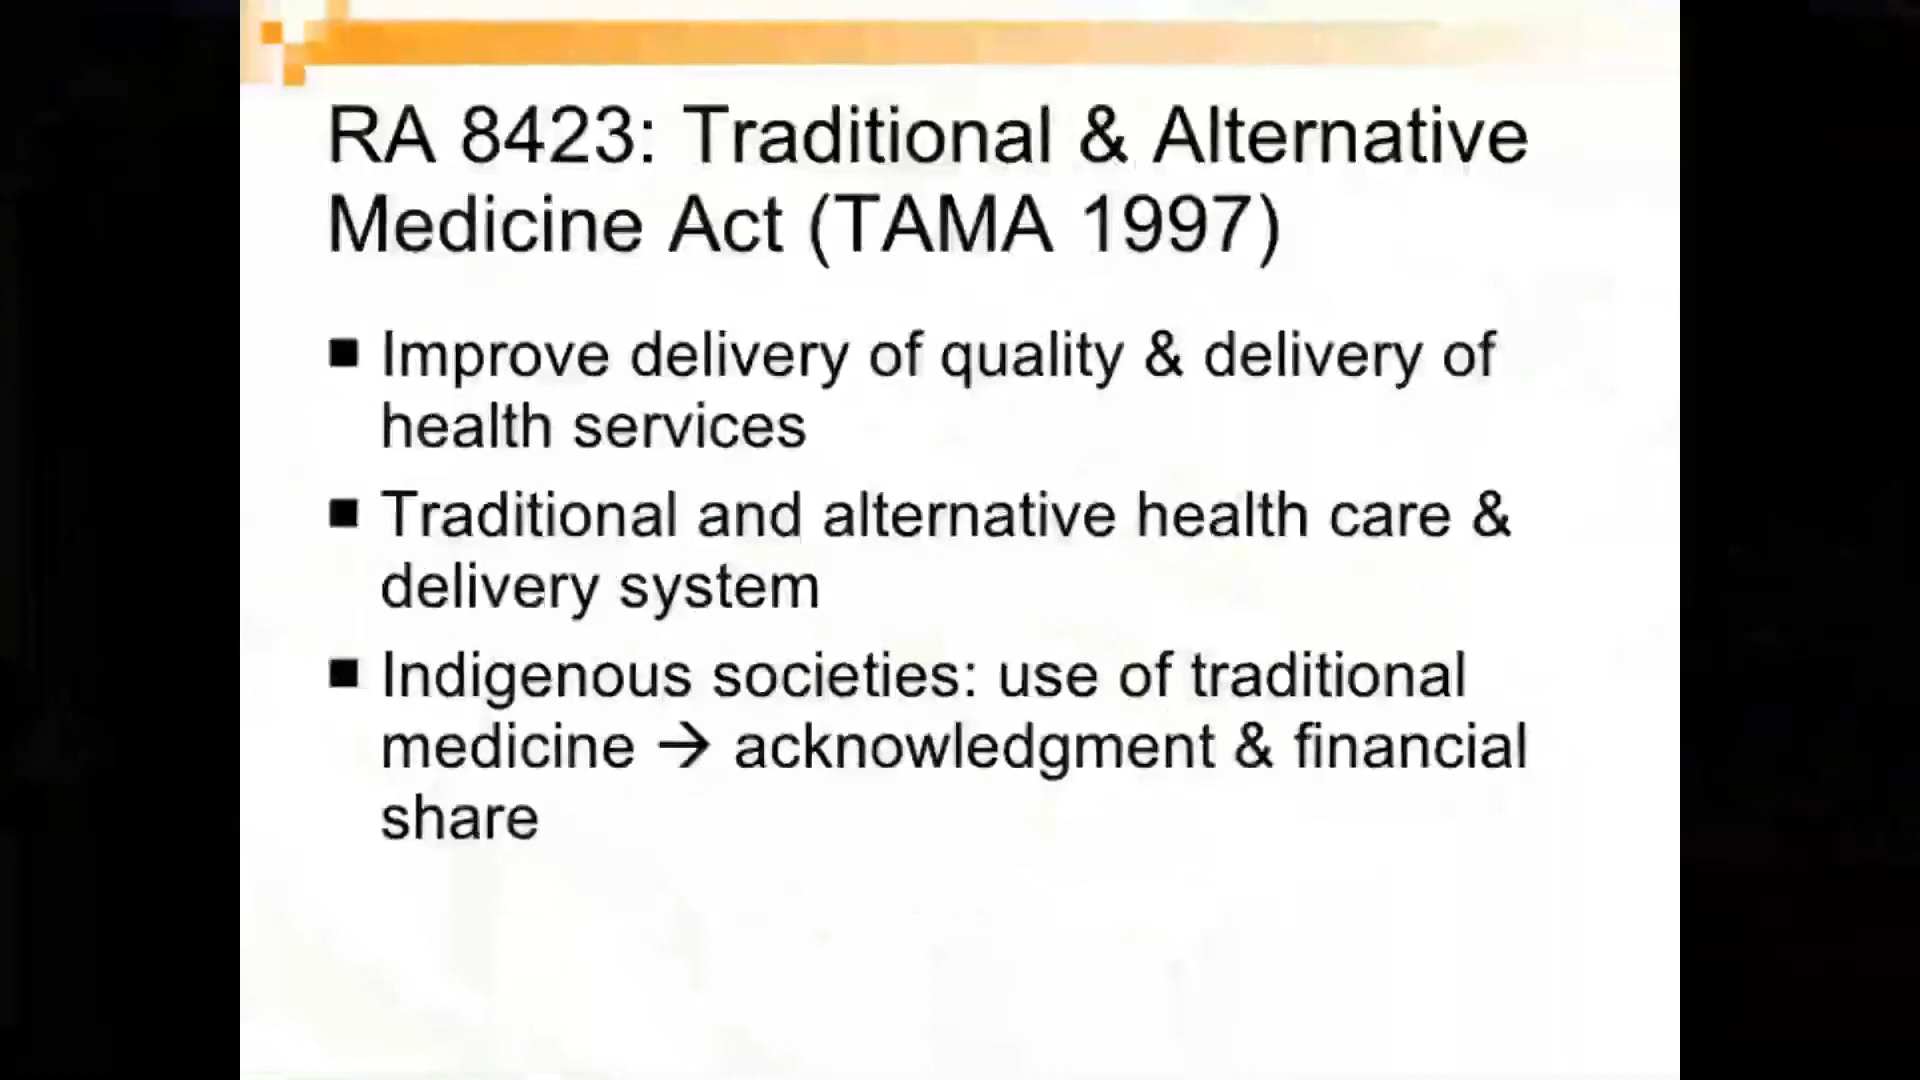 RA 8423: Traditional & Alternative
Medicine Act (TAMA 1997)
■ Improve delivery of quality & delivery of
health services
■ Traditional and alternative health care &
delivery system
■ Indigenous societies: use of traditional
medicine → acknowledgment & financial
share